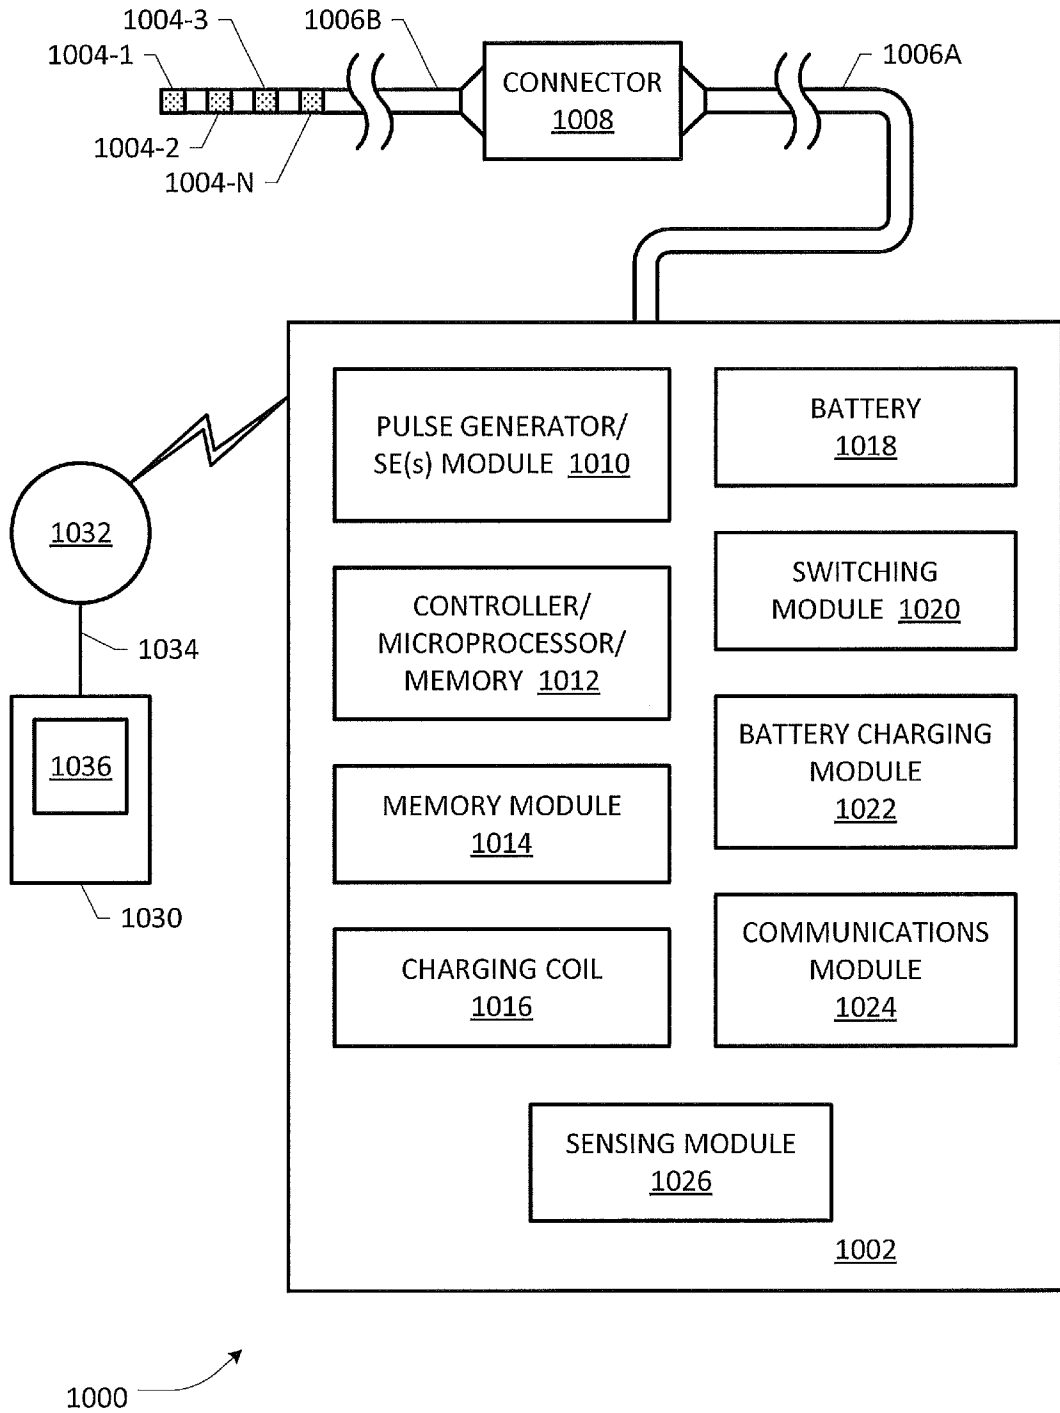 1004-3
1006B
1004-1
1006A
CONNECTOR
1008
1004-2
1004-N
PULSE GENERATOR/
SE(s) MODULE 1010
BATTERY
1018
1032
SWITCHING
MODULE 1020
CONTROLLER/
MICROPROCESSOR/
MEMORY 1012
1034
BATTERY CHARGING
MODULE
1022
1036
MEMORY MODULE
1014
1030
COMMUNICATIONS
MODULE
1024
CHARGING COIL
1016
SENSING MODULE
1026
1002
1000